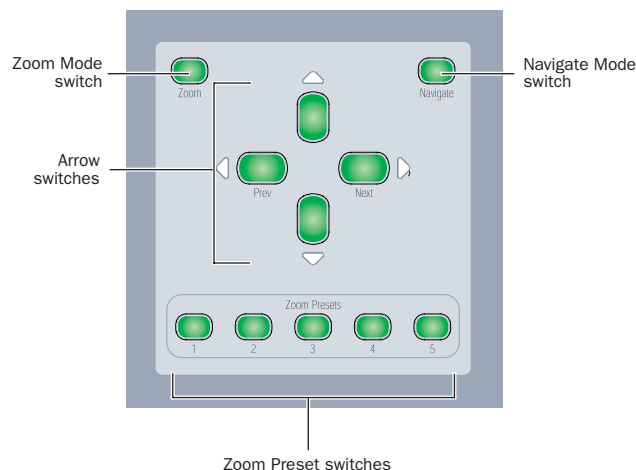 Zoom Mode
switch
Navigate Mode
switch
Zoom
Navigate
Arrow
switches
Prev
Next
Zoom Presets
1 2 3 4 5
Zoom Preset switches